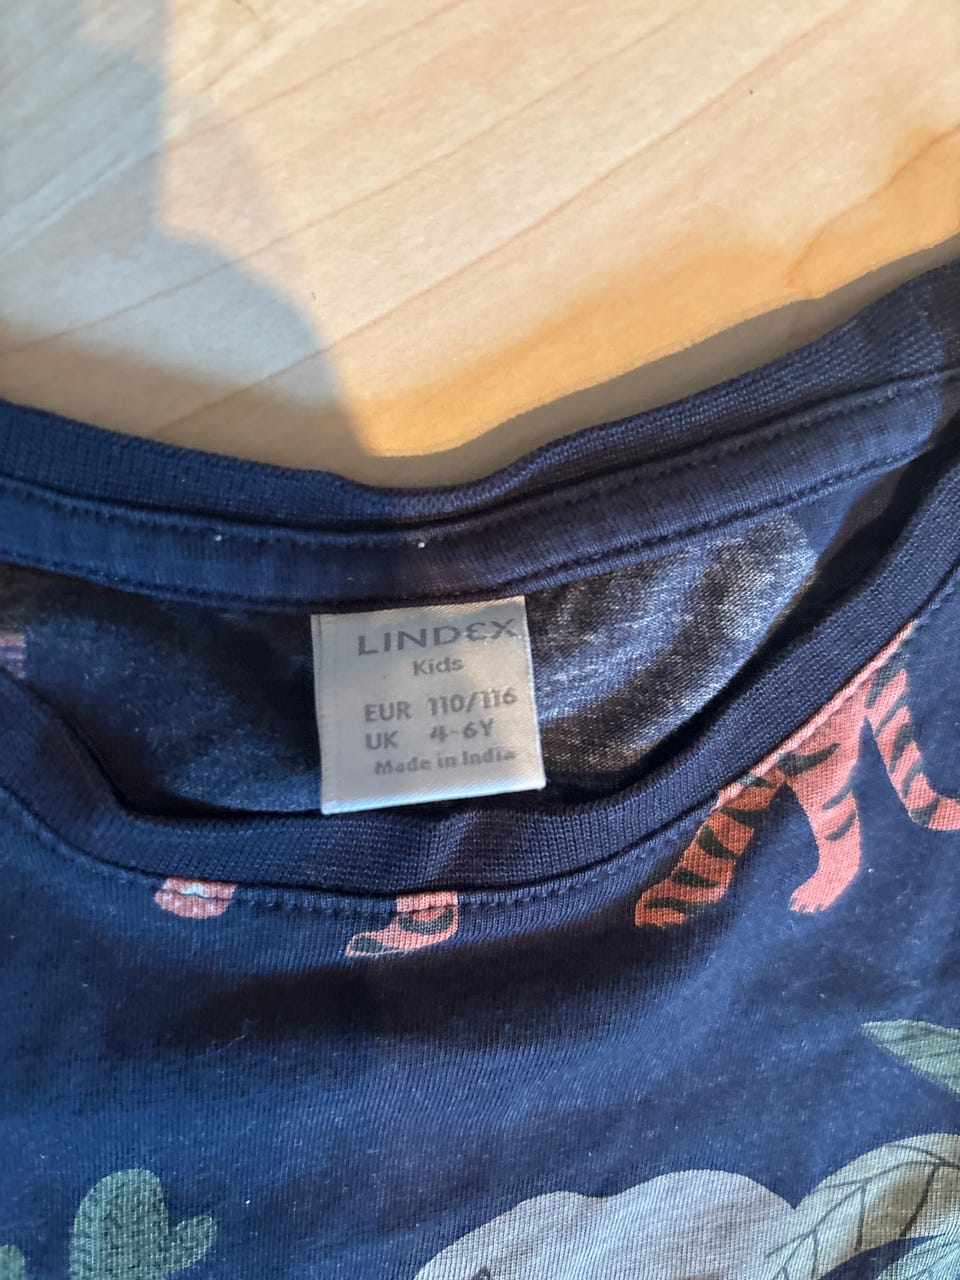 LINDEX
Kids
EUR 110/116
UK 4-6Y
Made in India